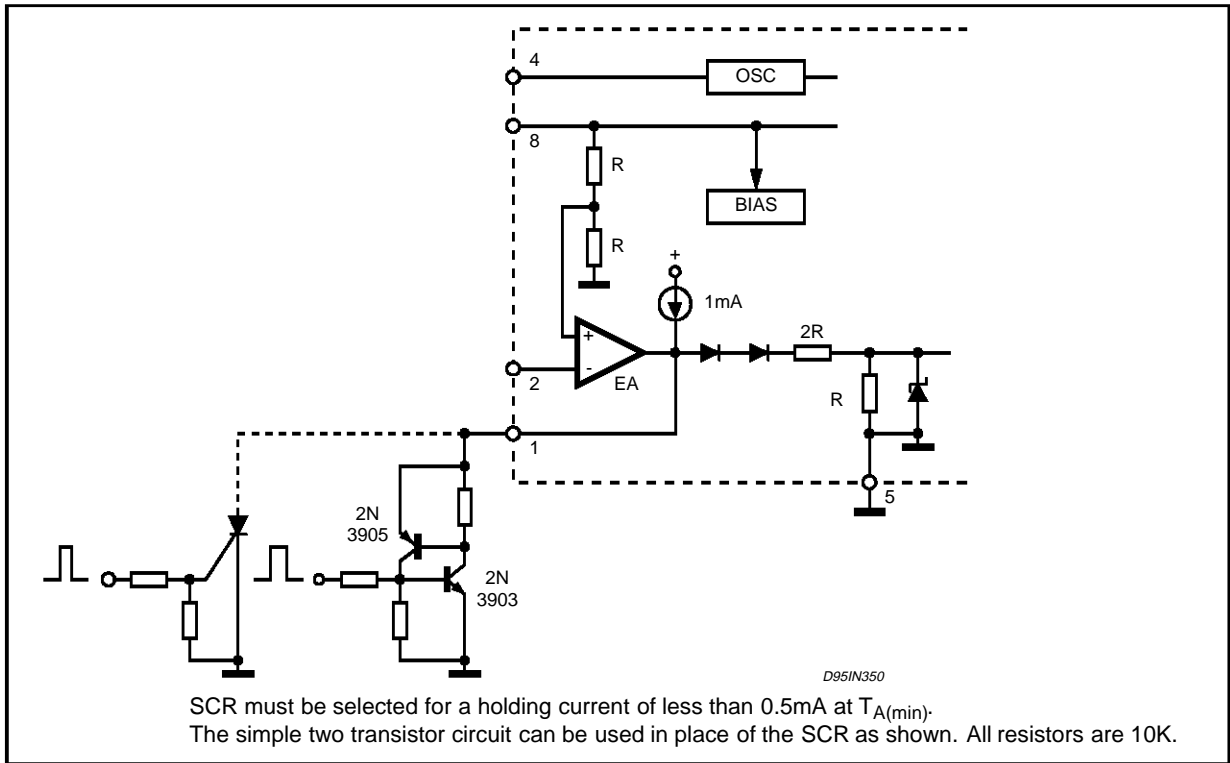 4
OSC
8
R
BIAS
R
+
1mA
2R
+
-
2
EA
R
1
5
2N
3905
2N
3903
D95IN350
SCR must be selected for a holding current of less than 0.5mA at TA(min).
The simple two transistor circuit can be used in place of the SCR as shown. All resistors are 10K.